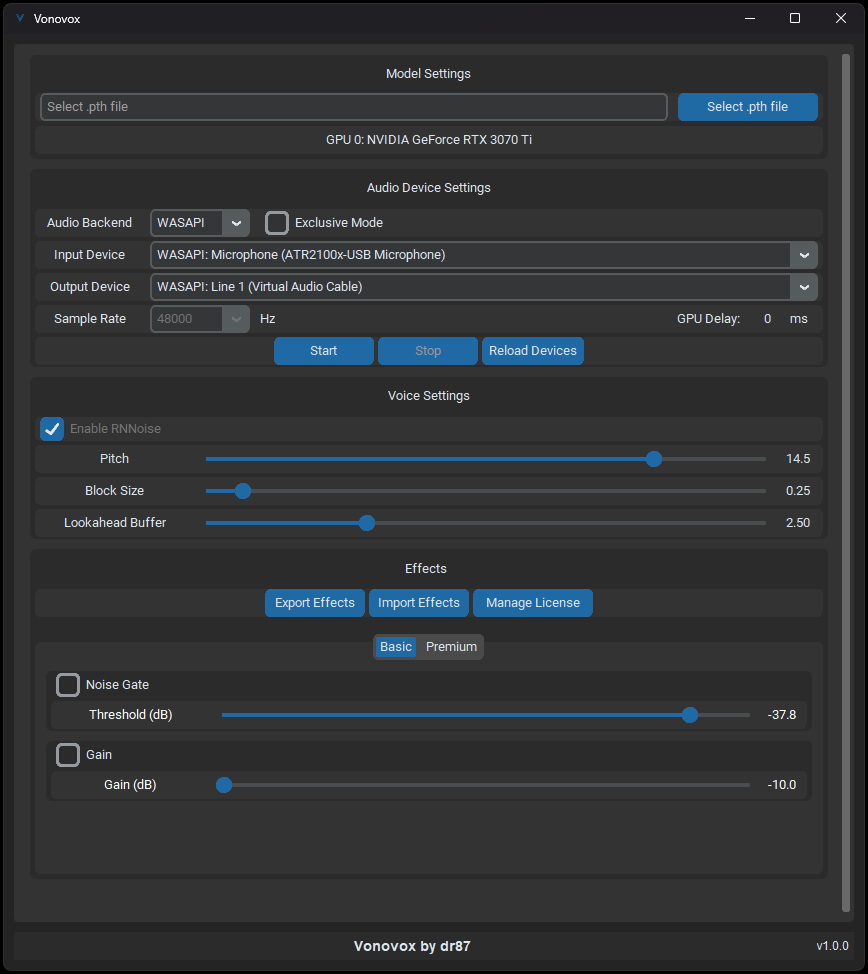 Vonovox
Model Settings
Select .pth file Select .pth file
GPU 0: NVIDIA GeForce RTX 3070 Ti
Audio Device Settings
Audio Backend WASAPI Exclusive Mode
Input Device WASAPI: Microphone (ATR2100x-USB Microphone)
Output Device WASAPI: Line 1 (Virtual Audio Cable)
Sample Rate 48000 Hz GPU Delay: 0 ms
Start Stop Reload Devices
Voice Settings
Enable RNNoise
Pitch 14.5
Block Size 0.25
Lookahead Buffer 2.50
Effects
Export Effects Import Effects Manage License
Basic Premium
Noise Gate
Threshold (dB) -37.8
Gain
Gain (dB) -10.0
Vonovox by dr87 v1.0.0